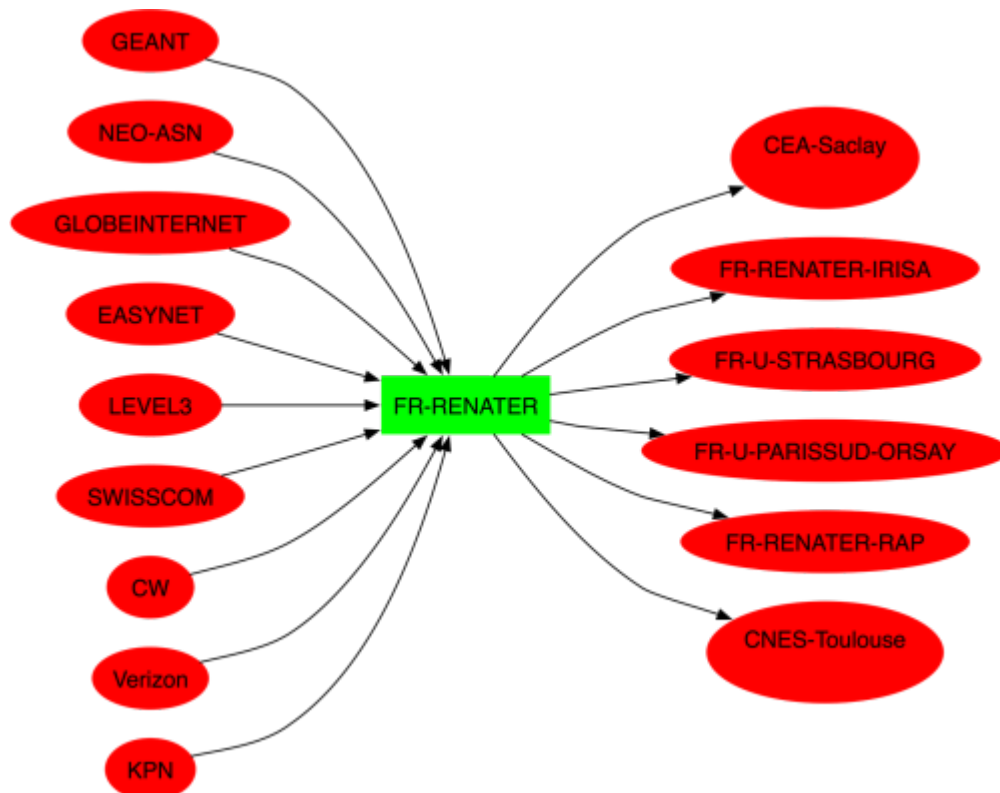 GEANT
NEO-ASN
GLOBEINTERNET
EASYNET
LEVEL3
SWISSCOM
CW
Verizon
KPN
FR-RENATER
CEA-Saclay
FR-RENATER-IRISA
FR-U-STRASBOURG
FR-U-PARISSUD-ORSAY
FR-RENATER-RAP
CNES-Toulouse